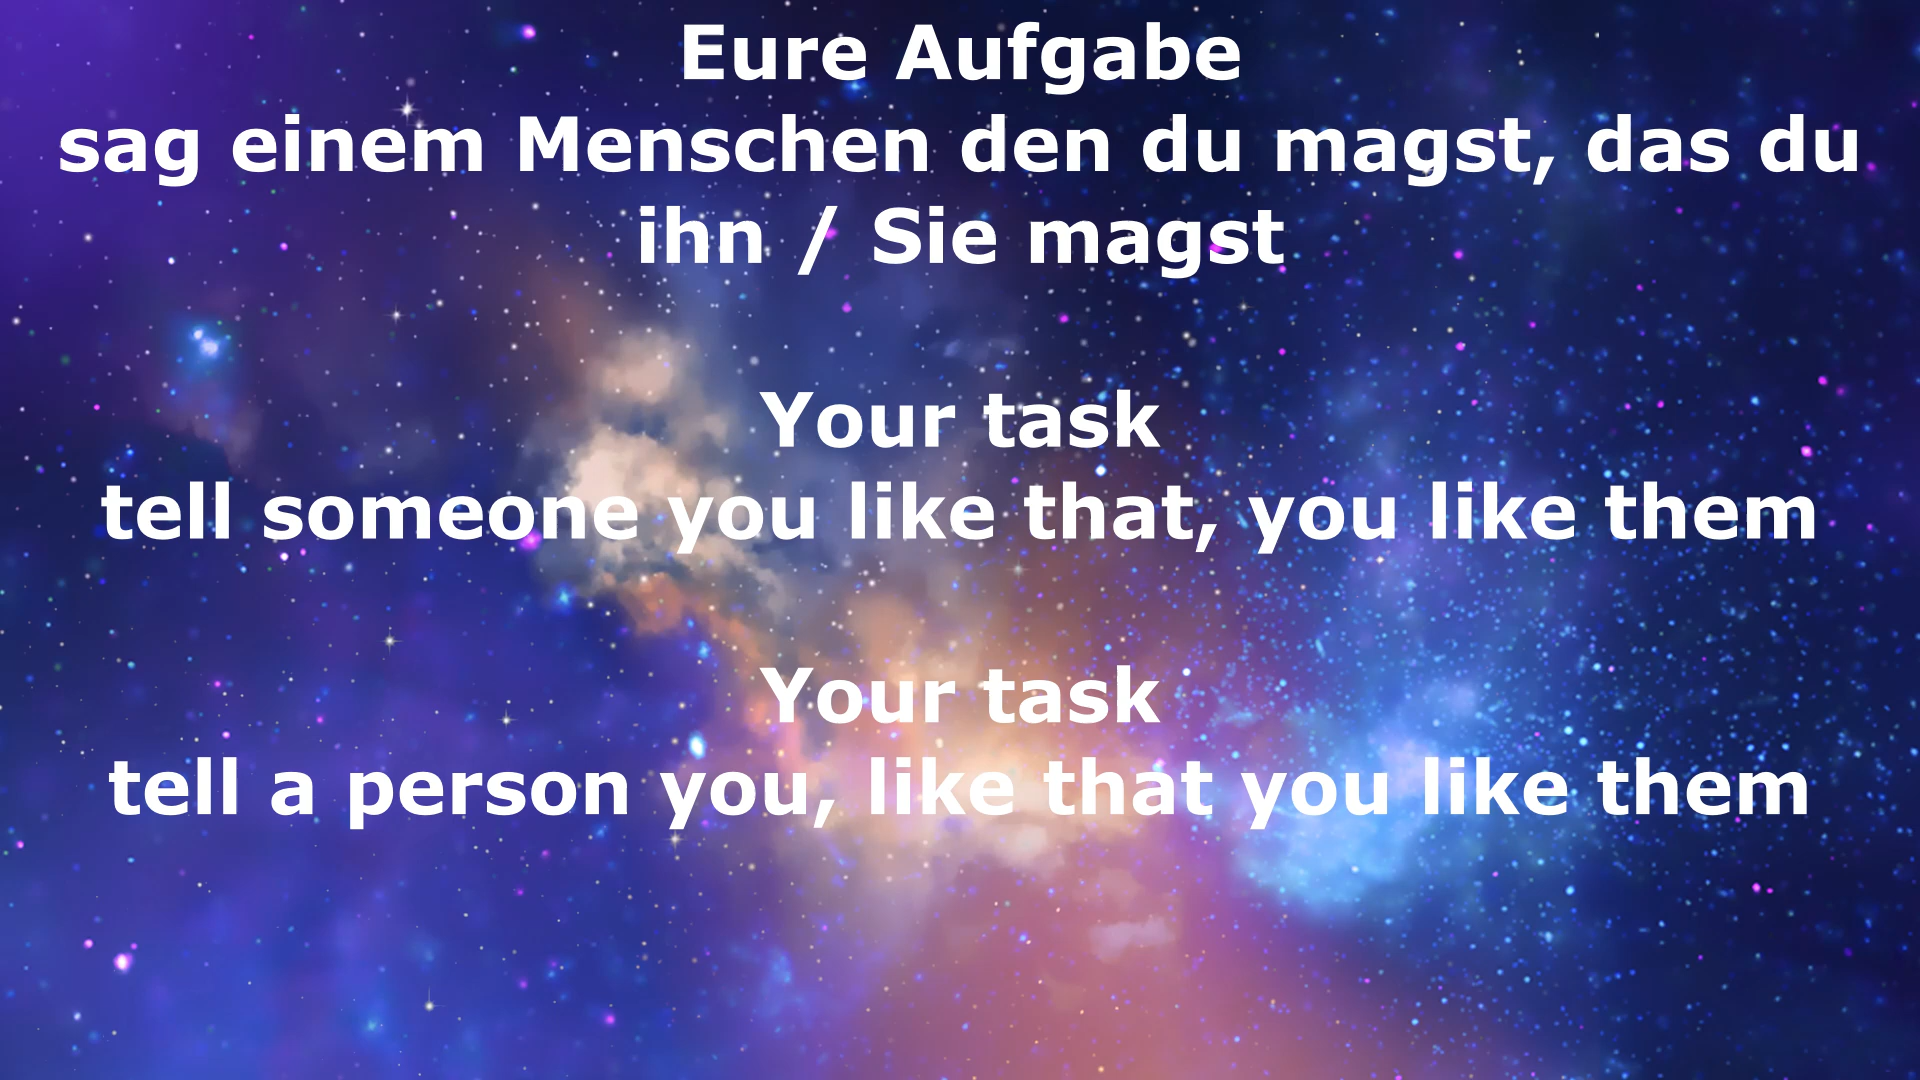 Eure Aufgabe
sag einem Menschen den du magst, das du
ihn / Sie magst
Your task
tell someone you like that, you like them
Your task
tell a person you, like that you like them